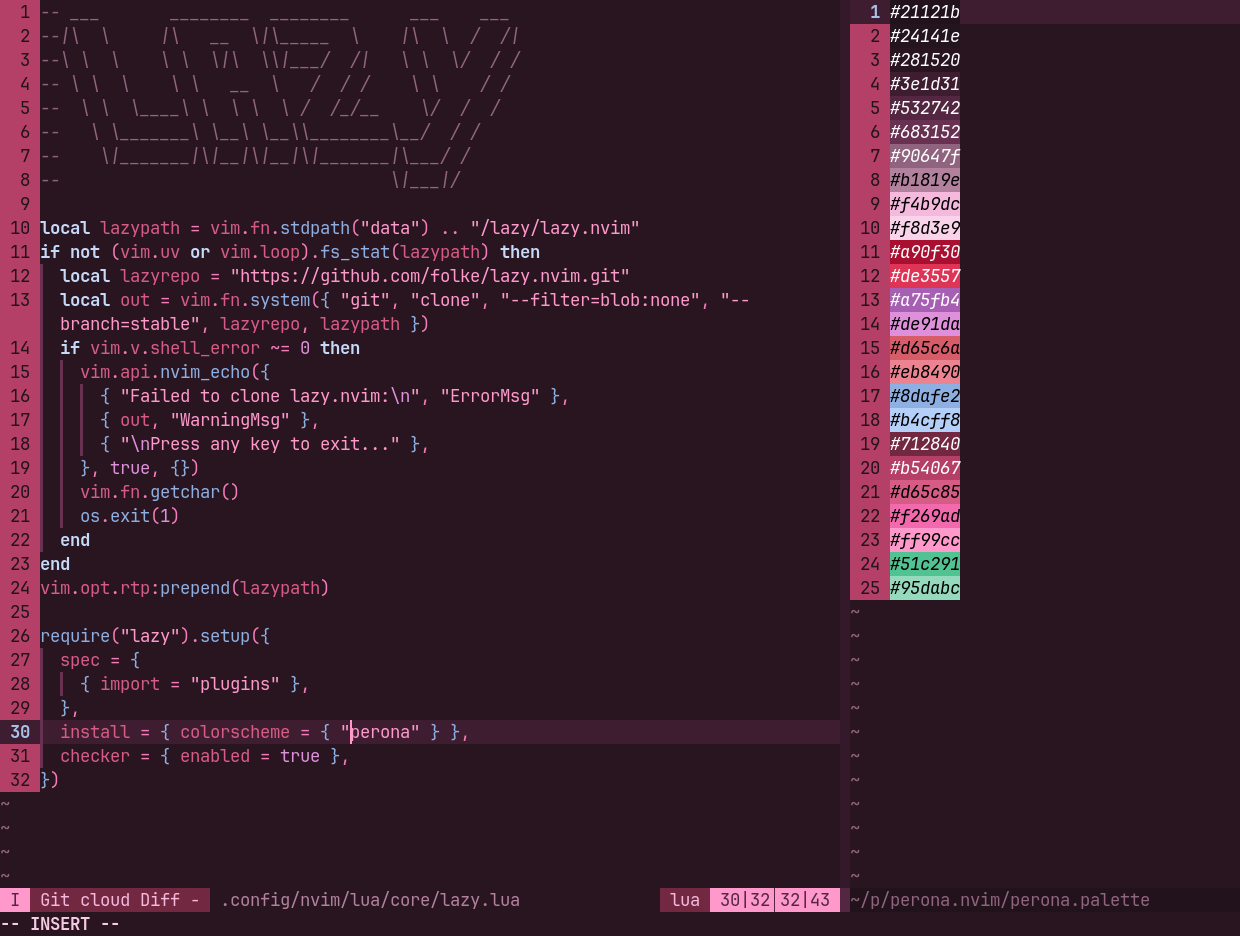 1 -- ___       ________  ________      ___    ___
2 --|\  \     |\   __  \|\_____  \    |\  \  /  /|
3 --\ \  \    \ \  \|\  \\|___/  /|   \ \  \/  / /
4 -- \ \  \    \ \   __  \   /  / /    \ \    / /
5 --  \ \  \____\ \  \ \  \ /  /_/__    \/  /  /
6 --   \ \_______\ \__\ \__\\________\__/  / /
7 --    \|_______|\|__|\|__|\|_______|\___/ /
8 --                                 \|___|/
9
10 local lazypath = vim.fn.stdpath("data") .. "/lazy/lazy.nvim"
11 if not (vim.uv or vim.loop).fs_stat(lazypath) then
12   local lazyrepo = "https://github.com/folke/lazy.nvim.git"
13   local out = vim.fn.system({ "git", "clone", "--filter=blob:none", "--
branch=stable", lazyrepo, lazypath })
14   if vim.v.shell_error ~= 0 then
15     vim.api.nvim_echo({
16       { "Failed to clone lazy.nvim:\n", "ErrorMsg" },
17       { out, "WarningMsg" },
18       { "\nPress any key to exit..." },
19     }, true, {})
20     vim.fn.getchar()
21     os.exit(1)
22   end
23 end
24 vim.opt.rtp:prepend(lazypath)
25
26 require("lazy").setup({
27   spec = {
28     { import = "plugins" },
29   },
30   install = { colorscheme = { "perona" } },
31   checker = { enabled = true },
32 })
~
~
~
~
I Git cloud Diff - .config/nvim/lua/core/lazy.lua lua 30|32 32|43
-- INSERT --
1 #21121b
2 #24141e
3 #281520
4 #3e1d31
5 #532742
6 #683152
7 #90647f
8 #b1819e
9 #f4b9dc
10 #f8d3e9
11 #a90f30
12 #de3557
13 #a75fb4
14 #de91da
15 #d65c6a
16 #eb8490
17 #8dafe2
18 #b4cff8
19 #712840
20 #b54067
21 #d65c85
22 #f269ad
23 #ff99cc
24 #51c291
25 #95dabc
~
~
~
~
~
~
~
~
~
~
~
~
~/p/perona.nvim/perona.palette